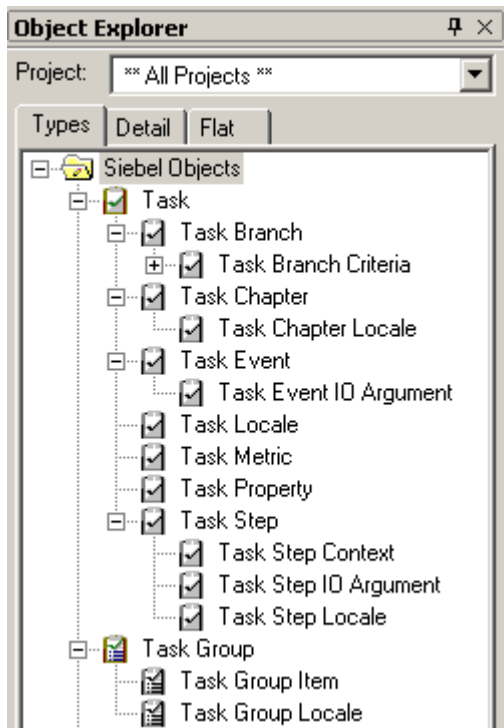 Object Explorer
Project: ** All Projects **
Types Detail Flat
Siebel Objects
Task
Task Branch
Task Branch Criteria
Task Chapter
Task Chapter Locale
Task Event
Task Event IO Argument
Task Locale
Task Metric
Task Property
Task Step
Task Step Context
Task Step IO Argument
Task Step Locale
Task Group
Task Group Item
Task Group Locale